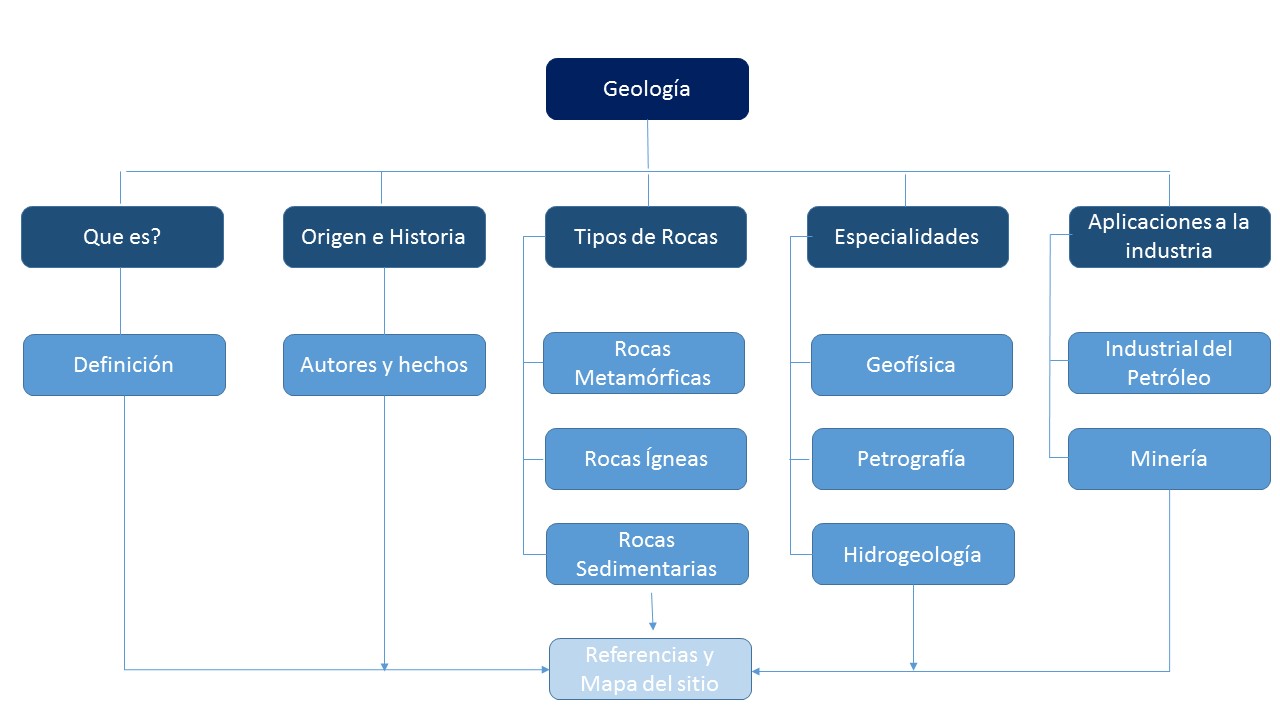 Geología
Que es?
Origen e Historia
Tipos de Rocas
Especialidades
Aplicaciones a la
industria
Definición
Autores y hechos
Rocas
Metamórficas
Geofísica
Industrial del
Petróleo
Rocas Ígneas
Petrografía
Minería
Rocas
Sedimentarias
Hidrogeología
Referencias y
Mapa del sitio